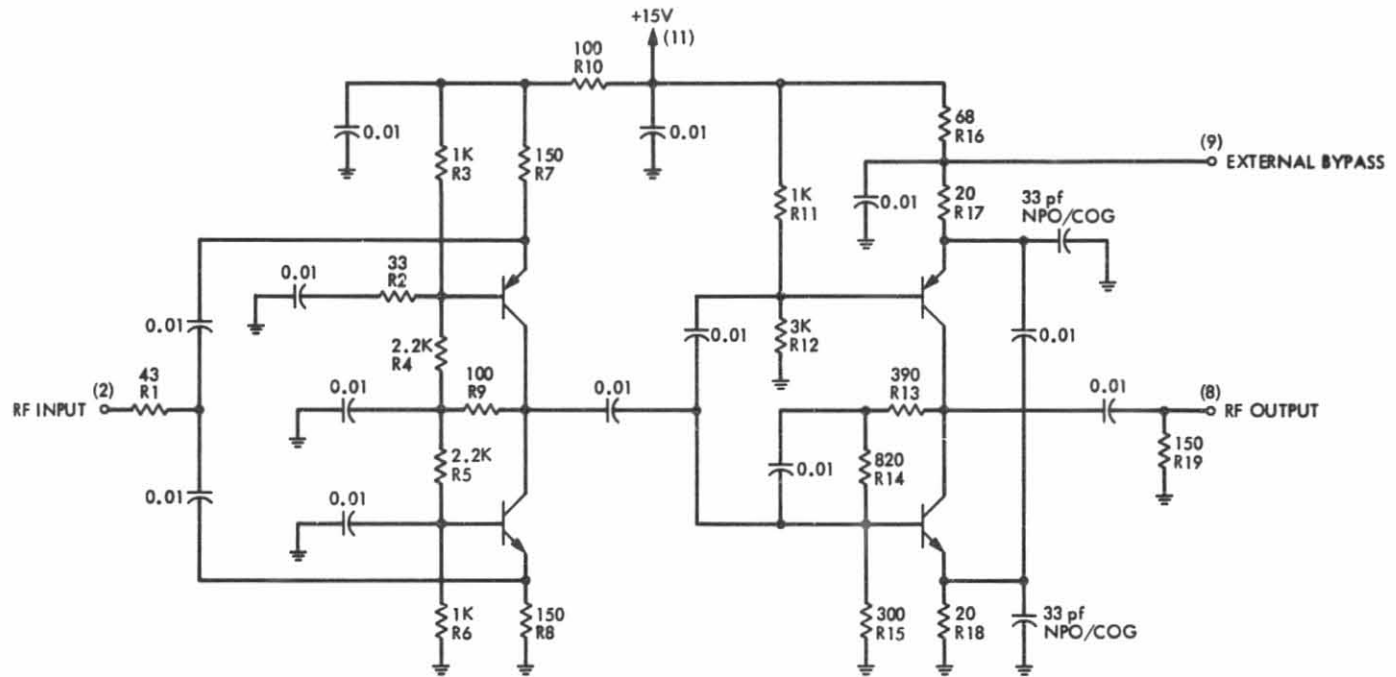 +15V
(11)
100
R10
0.01
0.01
1K
R3
150
R7
68
R16
(9)
EXTERNAL BYPASS
1K
R11
0.01
20
R17
33 pf
NPO/COG
0.01
33
R2
0.01
0.01
3K
R12
0.01
2.2K
R4
43
R1
(2)
RF INPUT
0.01
100
R9
0.01
390
R13
0.01
(8)
RF OUTPUT
150
R19
2.2K
R5
0.01
820
R14
0.01
0.01
1K
R6
150
R8
300
R15
20
R18
33 pf
NPO/COG